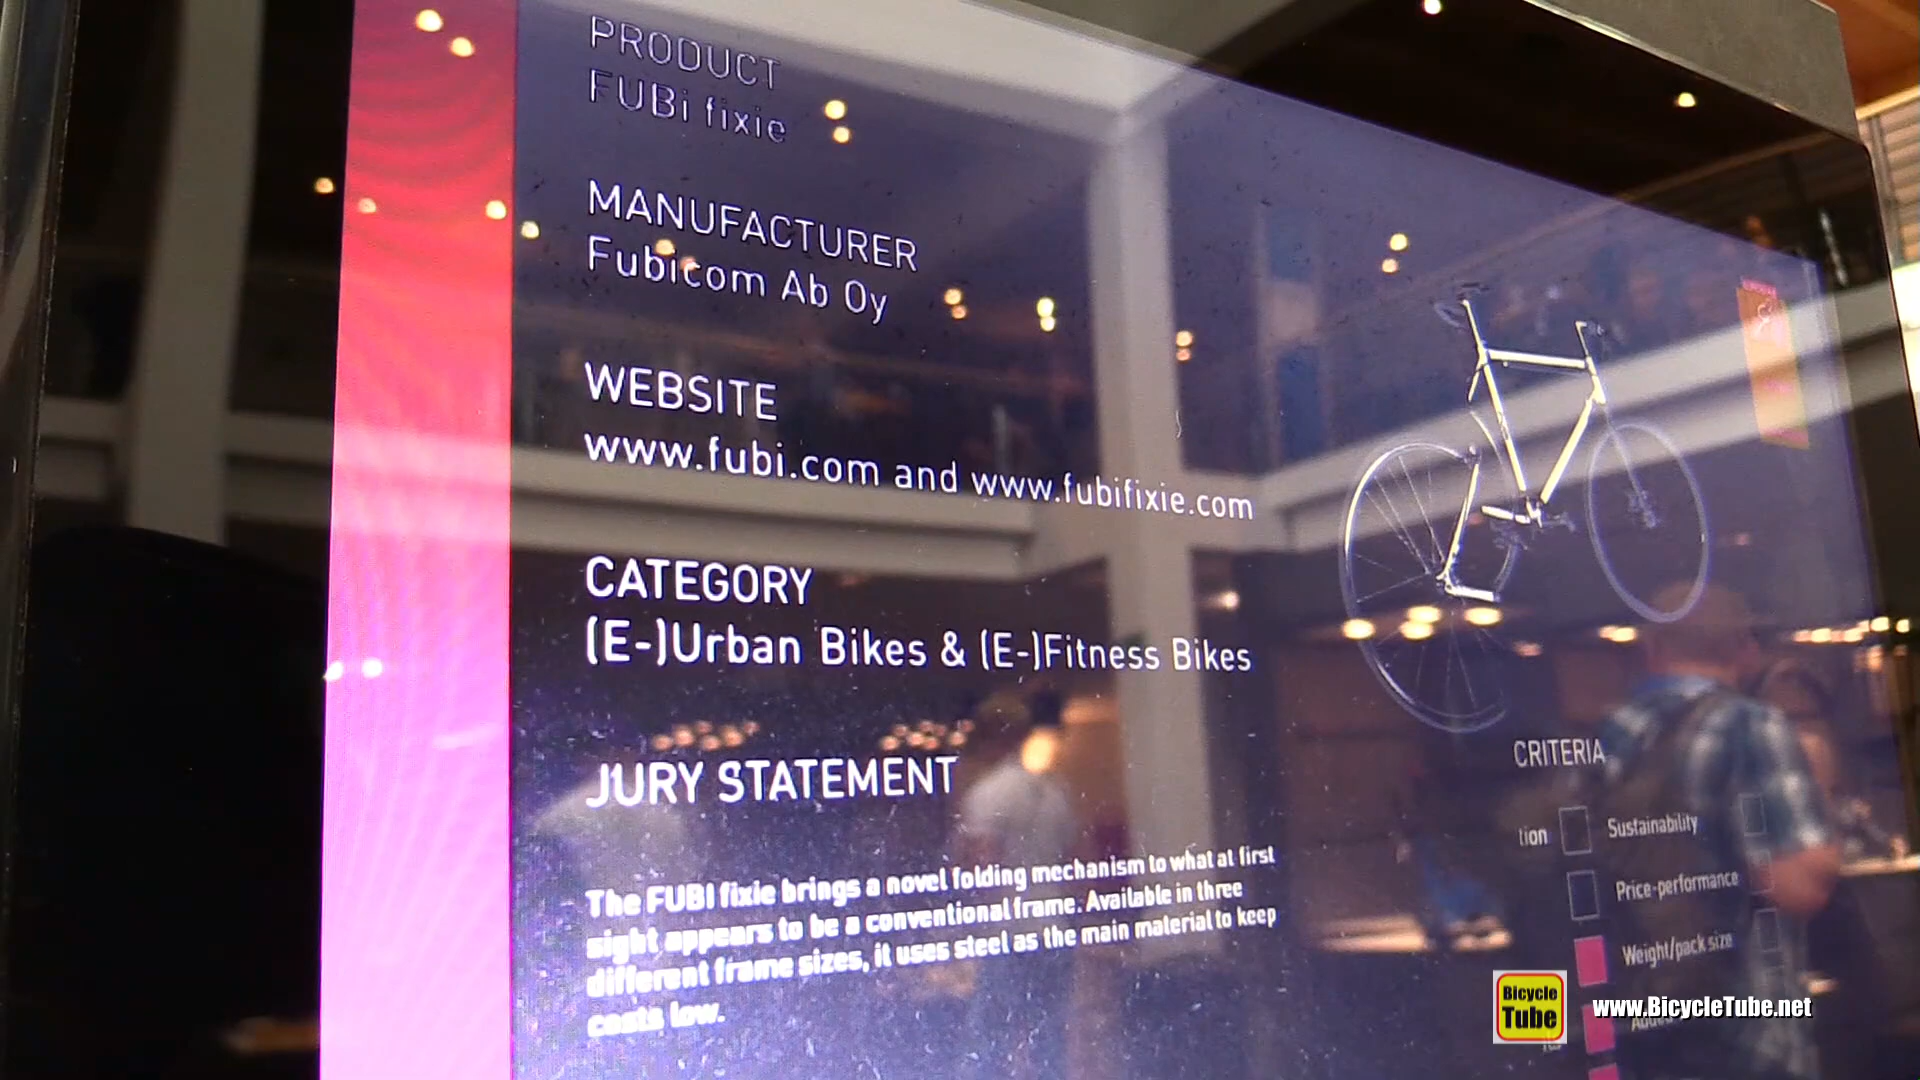 PRODUCT
FUBi fixie
MANUFACTURER
Fubicom Ab Oy
WEBSITE
www.fubi.com and www.fubifixie.com
CATEGORY
(E-)Urban Bikes & (E-)Fitness Bikes
JURY STATEMENT
The FUBI fixie brings a novel folding mechanism to what at first
sight appears to be a conventional frame. Available in three
different frame sizes, it uses steel as the main material to keep
costs low.
CRITERIA
tion
Sustainability
Price-performance
Weight/pack size
Bicycle
Tube
www.BicycleTube.net